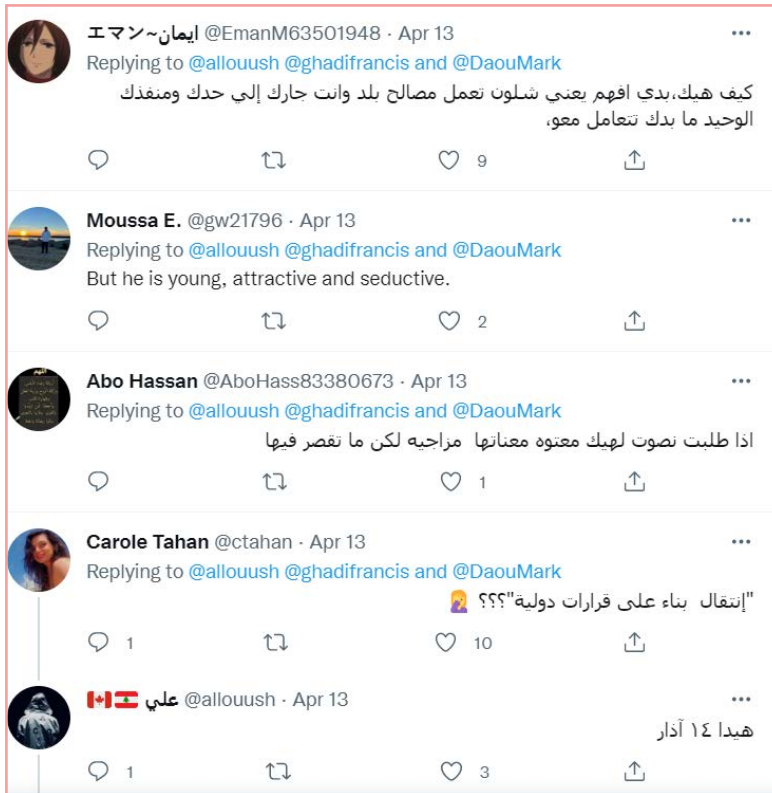 エマン~ايمان @EmanM63501948 · Apr 13
Replying to @allouush @ghadifrancis and @DaouMark
كيف هيك،بدي افهم يعني شلون تعمل مصالح بلد وانت جارك إلي حدك ومنفذك
الوحيد ما بدك تتعامل معو،
9
Moussa E. @gw21796 · Apr 13
Replying to @allouush @ghadifrancis and @DaouMark
But he is young, attractive and seductive.
2
Abo Hassan @AboHass83380673 · Apr 13
Replying to @allouush @ghadifrancis and @DaouMark
اذا طلبت نصوت لهيك معتوه معناتها مزاجيه لكن ما تقصر فيها
1
Carole Tahan @ctahan · Apr 13
Replying to @allouush @ghadifrancis and @DaouMark
"إنتقال بناء على قرارات دولية"؟؟؟ 🤦‍♀️
1 10
علي 🇱🇧🇨🇦 @allouush · Apr 13
هيدا ١٤ آذار
1 3